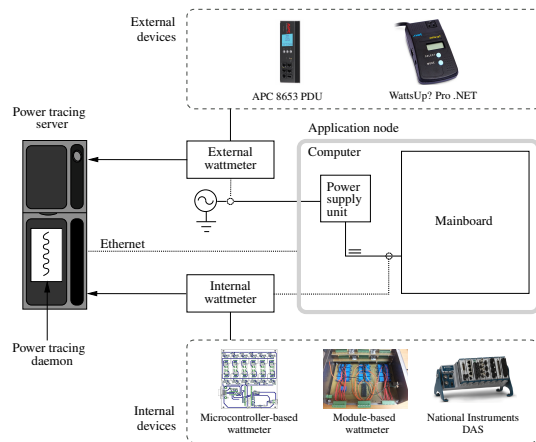 External
devices
APC 8653 PDU
WattsUp? Pro .NET
Power tracing
server
Application node
External
wattmeter
Computer
Power
supply
unit
Mainboard
Ethernet
Internal
wattmeter
Power tracing
daemon
Internal
devices
Microcontroller-based
wattmeter
Module-based
wattmeter
National Instruments
DAS